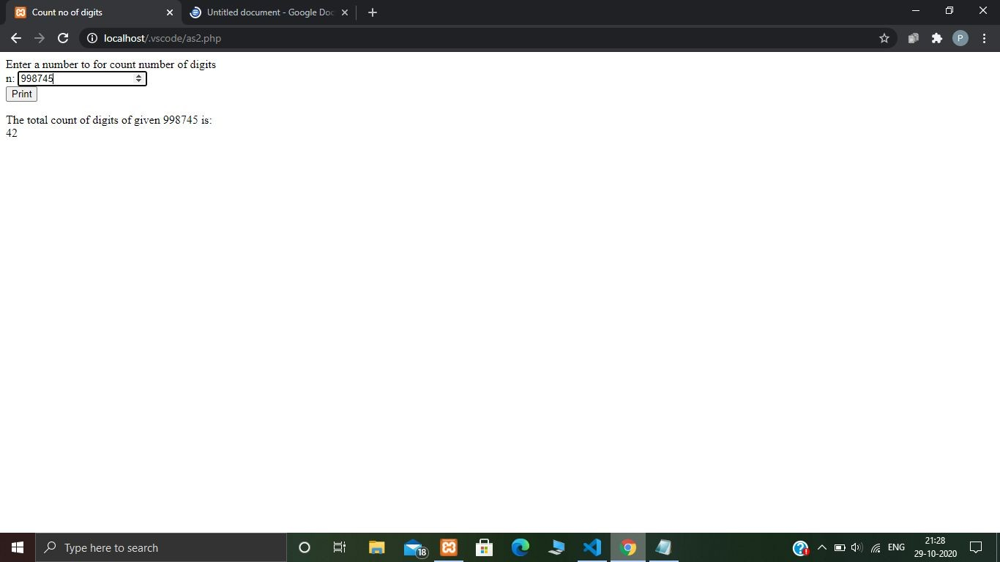 Count no of digits
Untitled document - Google Doc
localhost/.vscode/as2.php
P
Enter a number to for count number of digits
n: 998745
Print
The total count of digits of given 998745 is:
42
Type here to search
18
ENG
21:28
29-10-2020